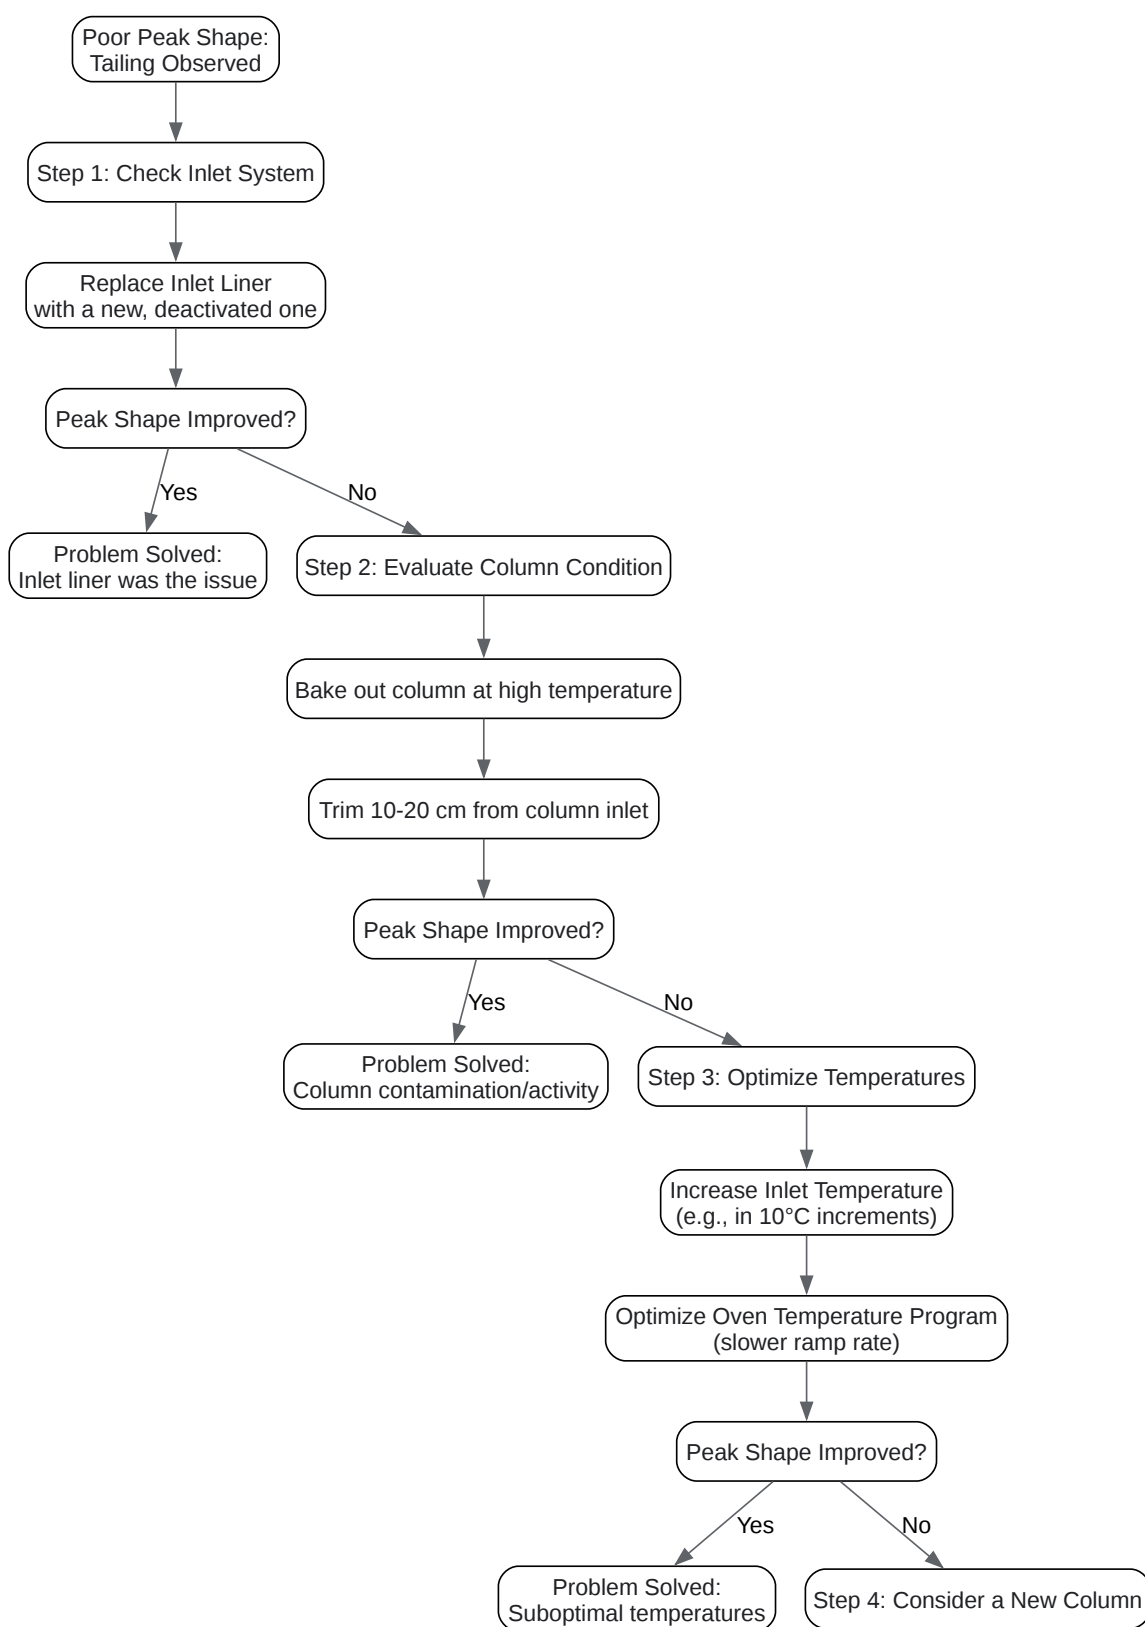 Poor Peak Shape:
Tailing Observed
Step 1: Check Inlet System
Replace Inlet Liner
with a new, deactivated one
Peak Shape Improved?
Yes
No
Problem Solved:
Inlet liner was the issue
Step 2: Evaluate Column Condition
Bake out column at high temperature
Trim 10-20 cm from column inlet
Peak Shape Improved?
Yes
No
Problem Solved:
Column contamination/activity
Step 3: Optimize Temperatures
Increase Inlet Temperature
(e.g., in 10°C increments)
Optimize Oven Temperature Program
(slower ramp rate)
Peak Shape Improved?
Yes
No
Problem Solved:
Suboptimal temperatures
Step 4: Consider a New Column